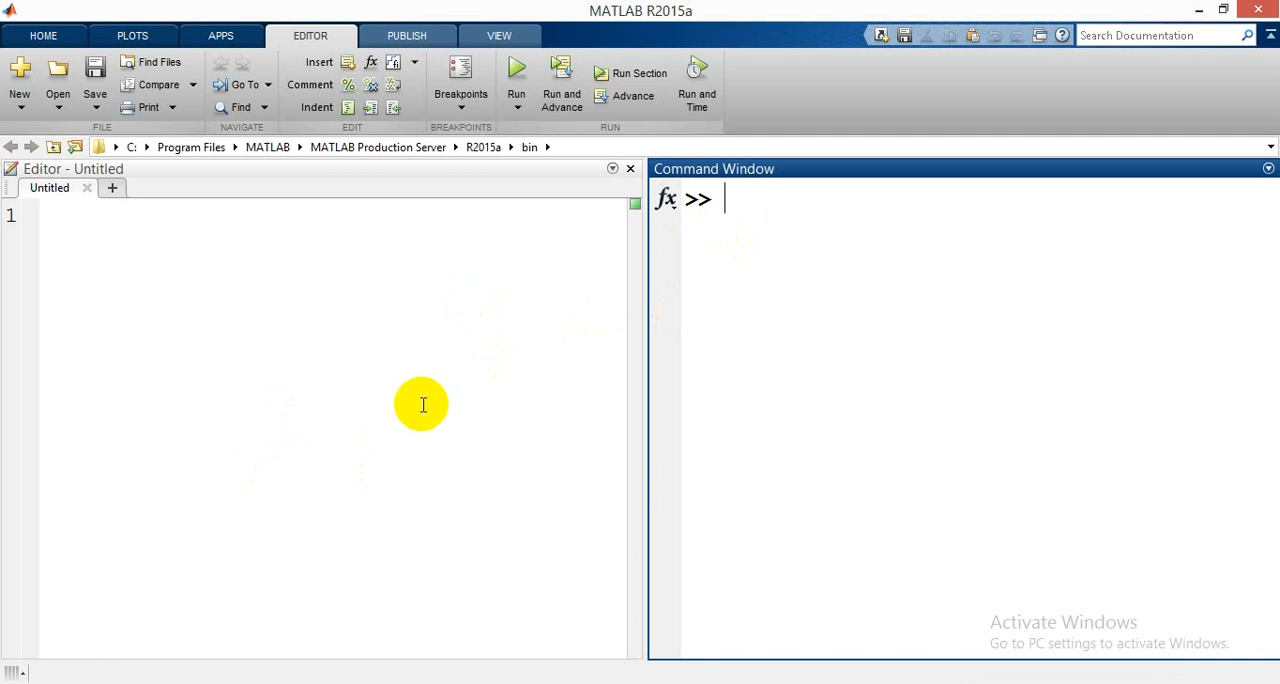 MATLAB R2015a
HOME PLOTS APPS EDITOR PUBLISH VIEW Search Documentation
New Open Save Find Files Compare Print Go To Find Insert fx Comment Indent Breakpoints Run Run and Advance Run Section Advance Run and Time
FILE NAVIGATE EDIT BREAKPOINTS RUN
C: Program Files MATLAB MATLAB Production Server R2015a bin
Editor - Untitled
Untitled +
1
Command Window
fx >>
Activate Windows
Go to PC settings to activate Windows.